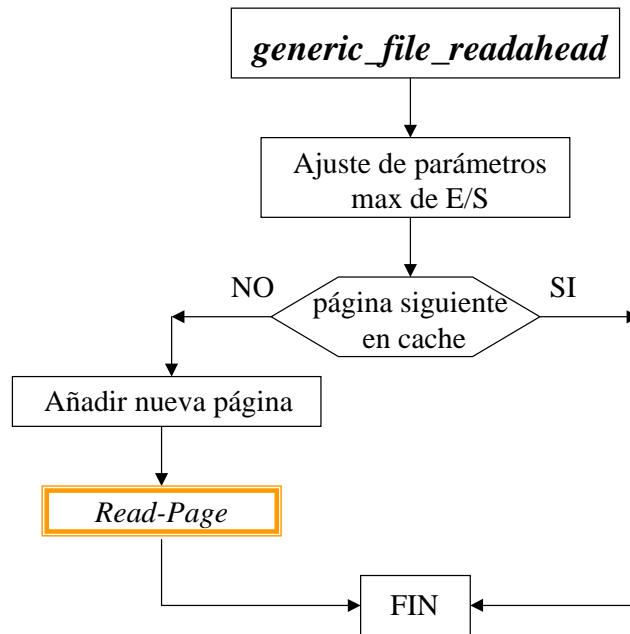 generic_file_readahead
Ajuste de parámetros
max de E/S
NO
SI
página siguiente
en cache
Añadir nueva página
Read-Page
FIN